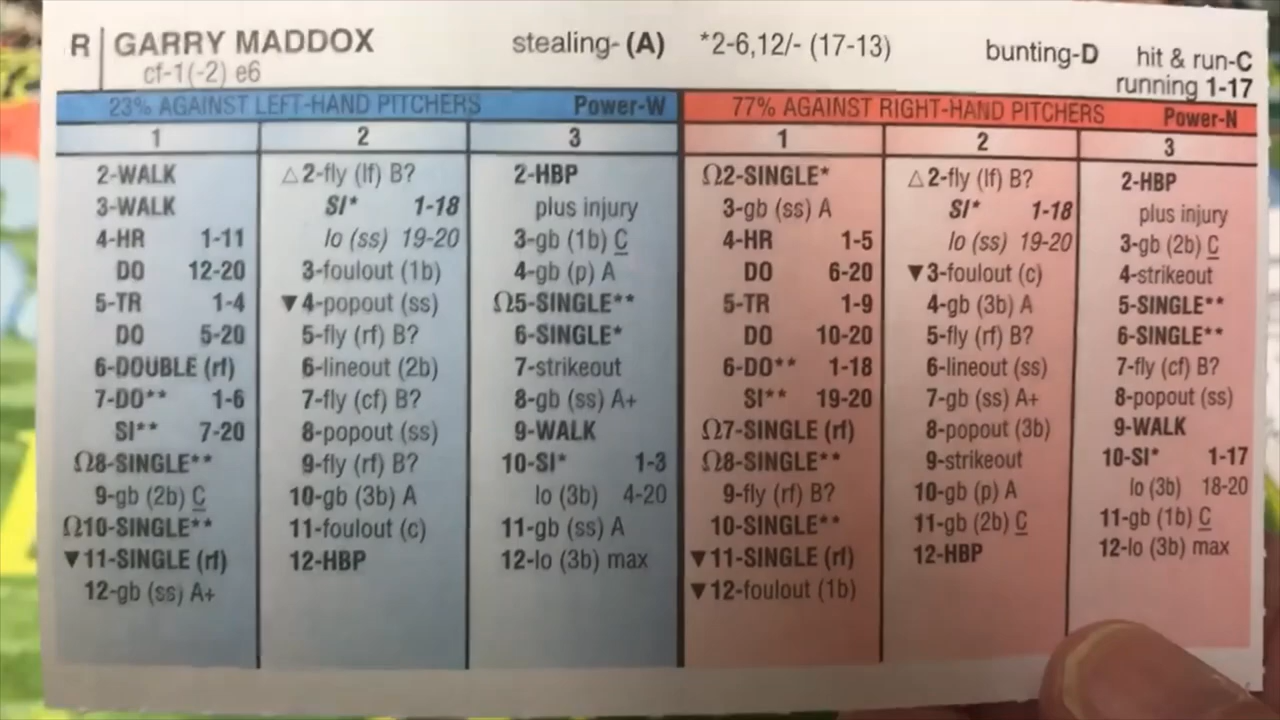 R GARRY MADDOX stealing- (A) *2-6,12/- (17-13) bunting-D hit & run-C
cf-1(-2) e6 running 1-17
23% AGAINST LEFT-HAND PITCHERS Power-W
1 2 3
2-WALK
3-WALK
4-HR 1-11
DO 12-20
5-TR 1-4
DO 5-20
6-DOUBLE (rf)
7-DO** 1-6
SI** 7-20
Ω8-SINGLE**
9-gb (2b) C
Ω10-SINGLE**
▼11-SINGLE (rf)
12-gb (ss) A+
△2-fly (lf) B?
SI* 1-18
lo (ss) 19-20
3-foulout (1b)
▼4-popout (ss)
5-fly (rf) B?
6-lineout (2b)
7-fly (cf) B?
8-popout (ss)
9-fly (rf) B?
10-gb (3b) A
11-foulout (c)
12-HBP
2-HBP
plus injury
3-gb (1b) C
4-gb (p) A
Ω5-SINGLE**
6-SINGLE*
7-strikeout
8-gb (ss) A+
9-WALK
10-SI* 1-3
lo (3b) 4-20
11-gb (ss) A
12-lo (3b) max
77% AGAINST RIGHT-HAND PITCHERS Power-N
1 2 3
Ω2-SINGLE*
3-gb (ss) A
4-HR 1-5
DO 6-20
5-TR 1-9
DO 10-20
6-DO** 1-18
SI** 19-20
Ω7-SINGLE (rf)
Ω8-SINGLE**
9-fly (rf) B?
10-SINGLE**
▼11-SINGLE (rf)
▼12-foulout (1b)
△2-fly (lf) B?
SI* 1-18
lo (ss) 19-20
▼3-foulout (c)
4-gb (3b) A
5-fly (rf) B?
6-lineout (ss)
7-gb (ss) A+
8-popout (3b)
9-strikeout
10-gb (p) A
11-gb (2b) C
12-HBP
2-HBP
plus injury
3-gb (2b) C
4-strikeout
5-SINGLE**
6-SINGLE**
7-fly (cf) B?
8-popout (ss)
9-WALK
10-SI* 1-17
lo (3b) 18-20
11-gb (1b) C
12-lo (3b) max